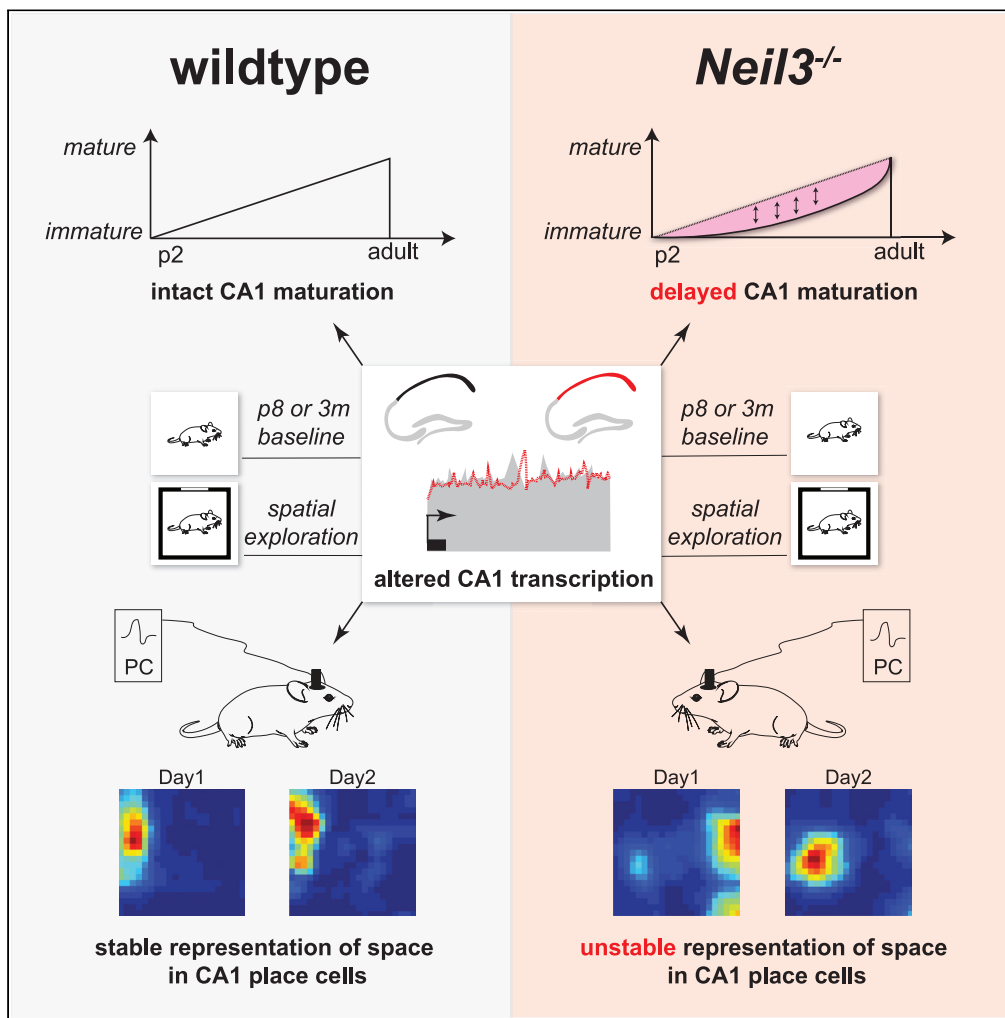 wildtype
Neil3-/-
mature
immature
p2
adult
intact CA1 maturation
mature
immature
p2
adult
delayed CA1 maturation
p8 or 3m
baseline
spatial
exploration
altered CA1 transcription
p8 or 3m
baseline
spatial
exploration
PC
Day1
Day2
stable representation of space
in CA1 place cells
PC
Day1
Day2
unstable representation of space
in CA1 place cells